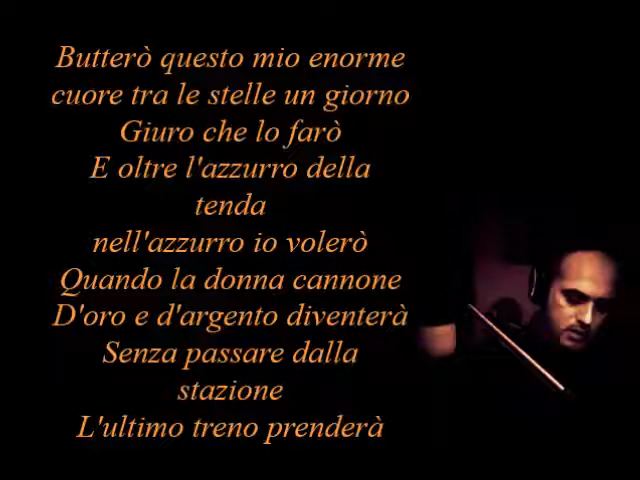 Butterò questo mio enorme
cuore tra le stelle un giorno
Giuro che lo farò
E oltre l'azzurro della
tenda
nell'azzurro io volerò
Quando la donna cannone
D'oro e d'argento diventerà
Senza passare dalla
stazione
L'ultimo treno prenderà